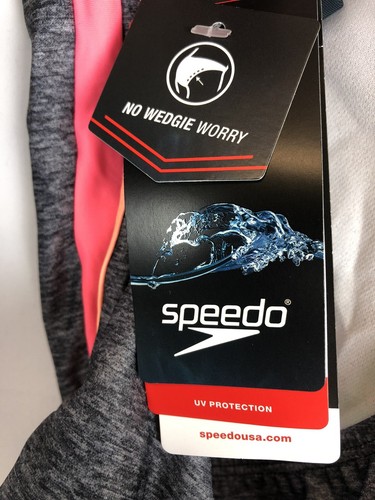 NO WEDGIE WORRY
speedo®
UV PROTECTION
speedousa.com